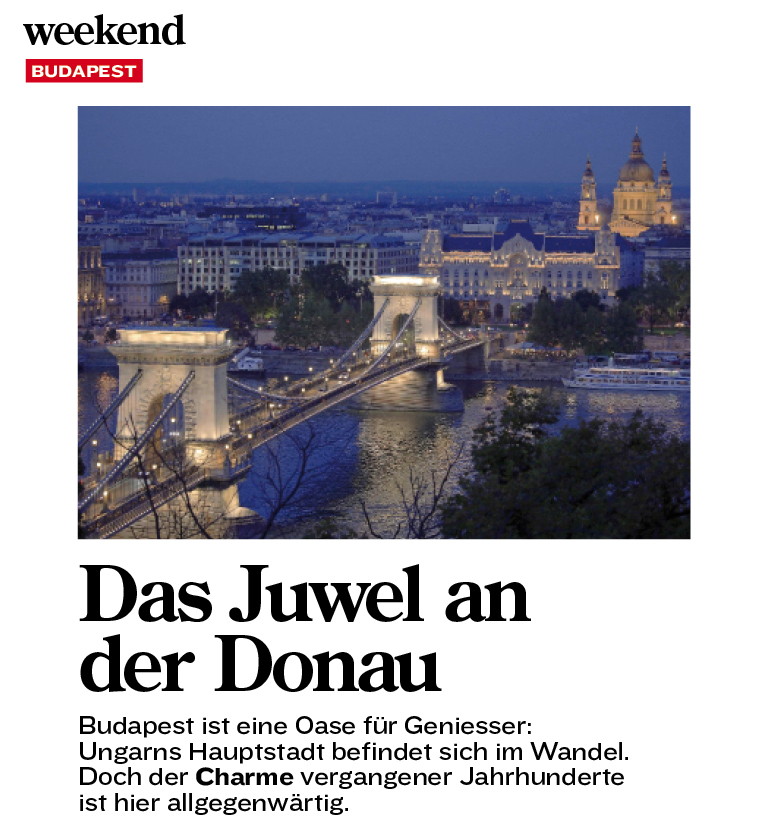 weekend
BUDAPEST
Das Juwel an
der Donau
Budapest ist eine Oase für Geniesser:
Ungarns Hauptstadt befindet sich im Wandel.
Doch der Charme vergangener Jahrhunderte
ist hier allgegenwärtig.